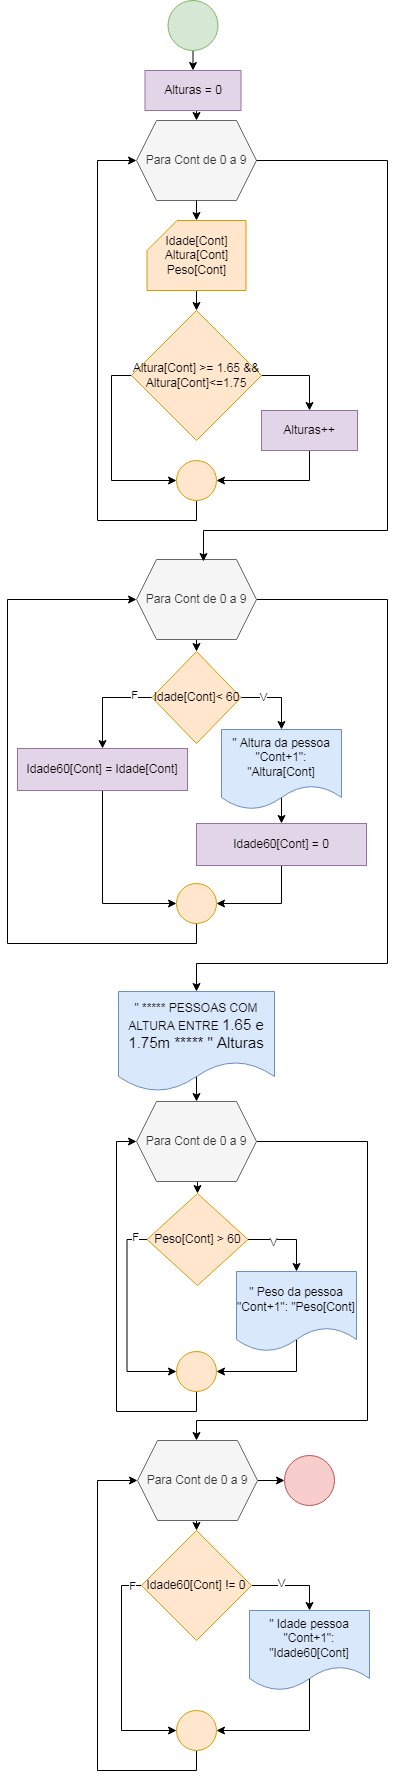 Alturas = 0
Para Cont de 0 a 9
Idade[Cont]
Altura[Cont]
Peso[Cont]
Altura[Cont] >= 1.65 &&
Altura[Cont]<=1.75
Alturas++
Para Cont de 0 a 9
F
Idade[Cont]< 60
V
" Altura da pessoa
"Cont+1":
"Altura[Cont]
Idade60[Cont] = Idade[Cont]
Idade60[Cont] = 0
" ***** PESSOAS COM
ALTURA ENTRE 1.65 e
1.75m ***** " Alturas
Para Cont de 0 a 9
F
Peso[Cont] > 60
V
" Peso da pessoa
"Cont+1": "Peso[Cont]
Para Cont de 0 a 9
F
Idade60[Cont] != 0
V
" Idade pessoa
"Cont+1":
"Idade60[Cont]